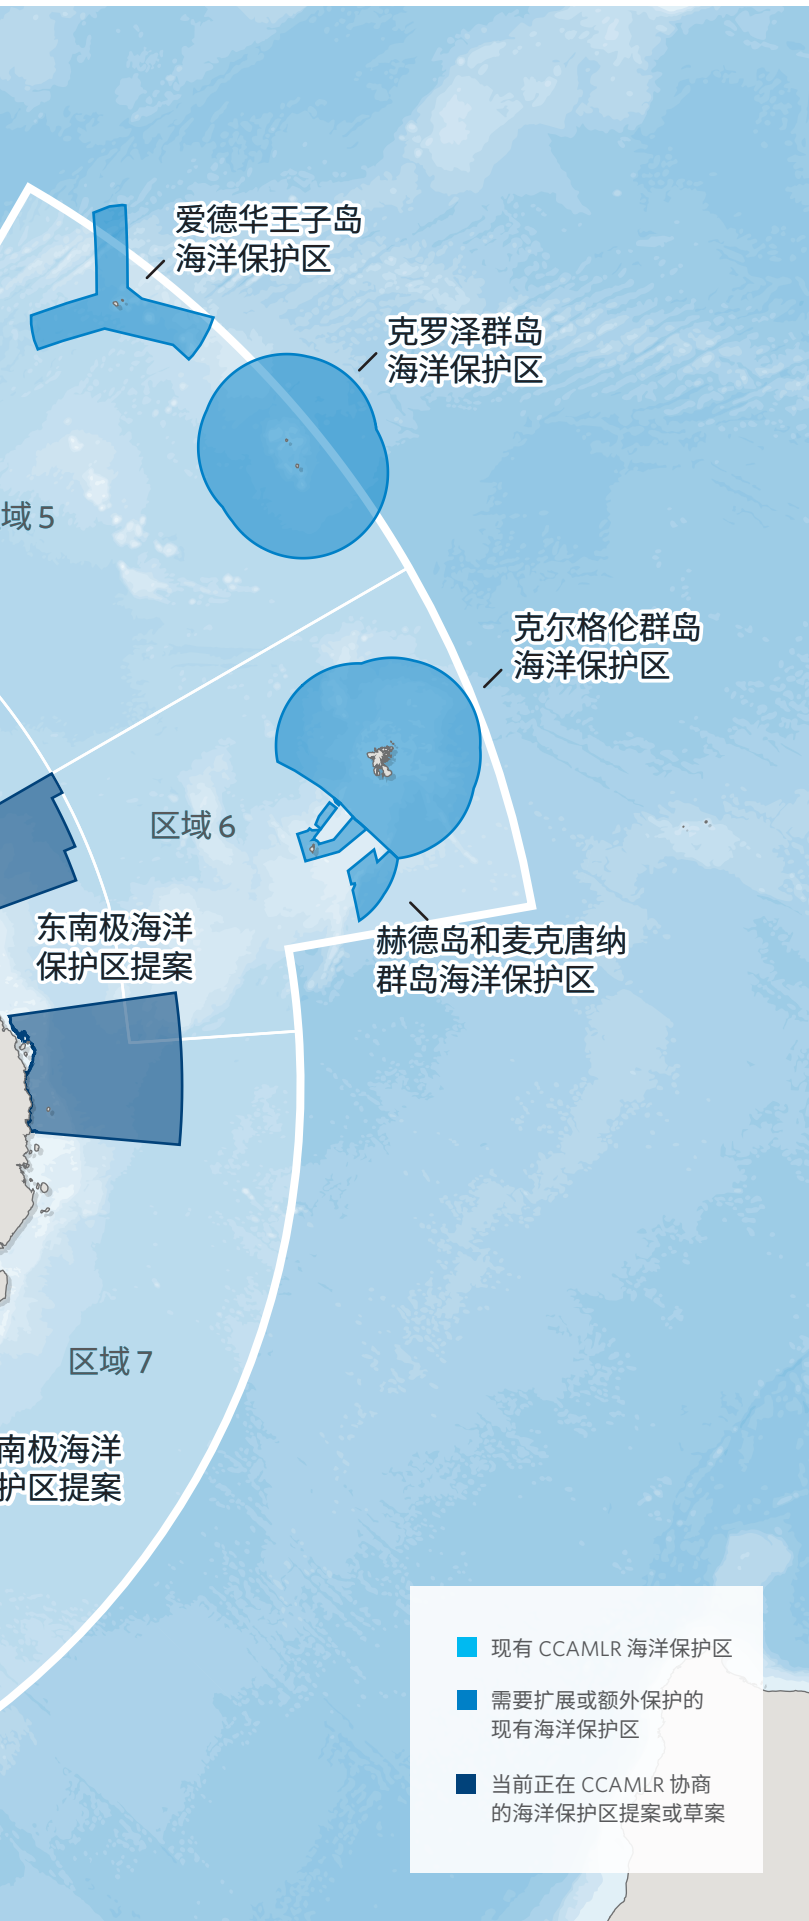 爱德华王子岛
海洋保护区
克罗泽群岛
海洋保护区
域 5
克尔格伦群岛
海洋保护区
区域 6
东南极海洋
保护区提案
赫德岛和麦克唐纳
群岛海洋保护区
区域 7
南极海洋
护区提案
现有 CCAMLR 海洋保护区
需要扩展或额外保护的
现有海洋保护区
当前正在 CCAMLR 协商
的海洋保护区提案或草案